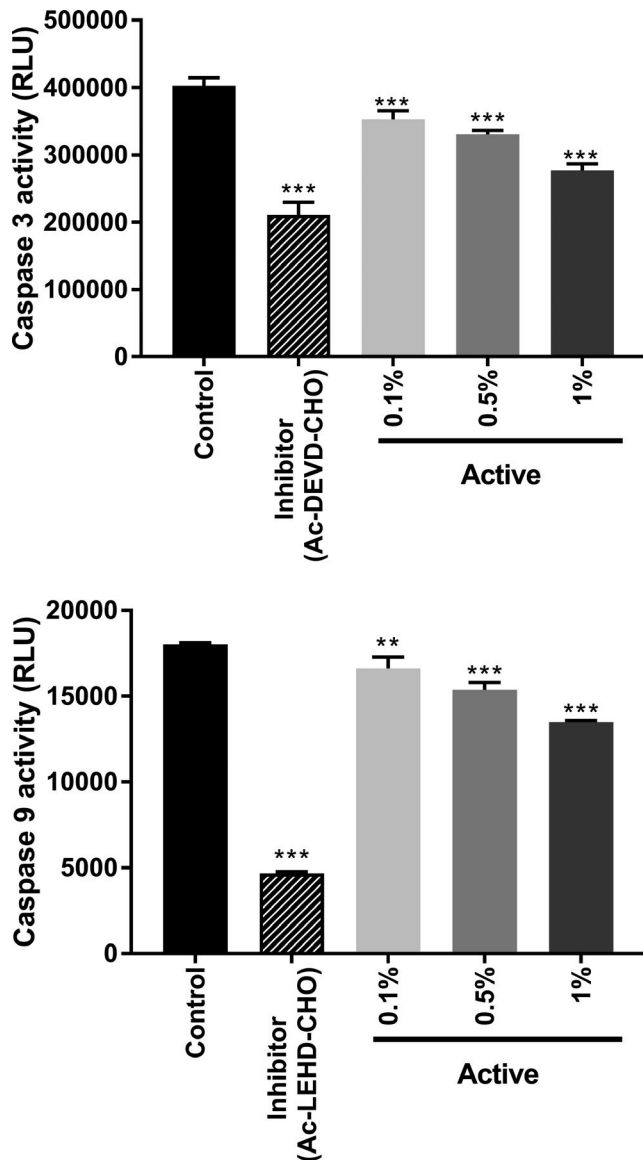 Caspase 3 activity (RLU)
500000
400000
300000
200000
100000
0
***
***
***
***
Control
Inhibitor
(Ac-DEVD-CHO)
0.1%
0.5%
1%
Active
Caspase 9 activity (RLU)
20000
15000
10000
5000
0
***
**
***
***
Control
Inhibitor
(Ac-LEHD-CHO)
0.1%
0.5%
1%
Active